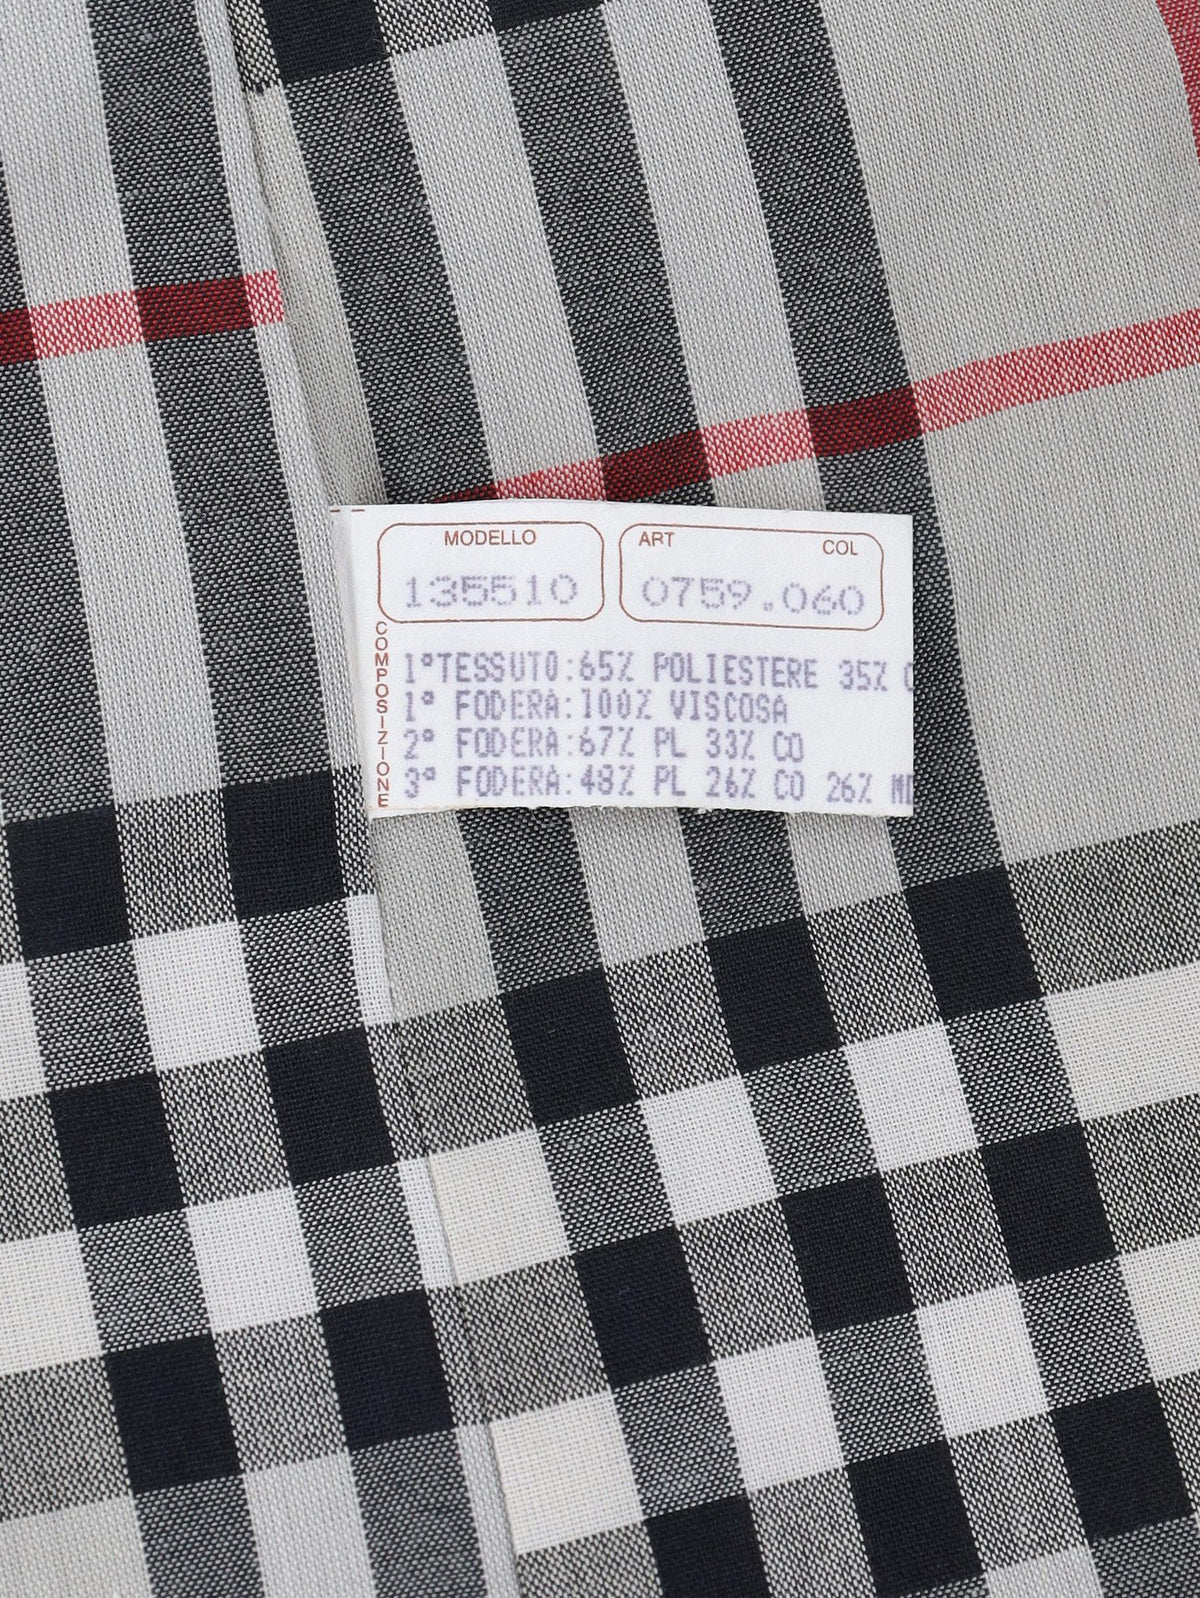 MODELLO ART COL
135510 0759.060
COMPOSIZIONE
1°TESSUTO:65% POLIESTERE 35%
1° FODERA:100% VISCOSA
2° FODERA:67% PL 33% CO
3° FODERA:48% PL 26% CO 26%